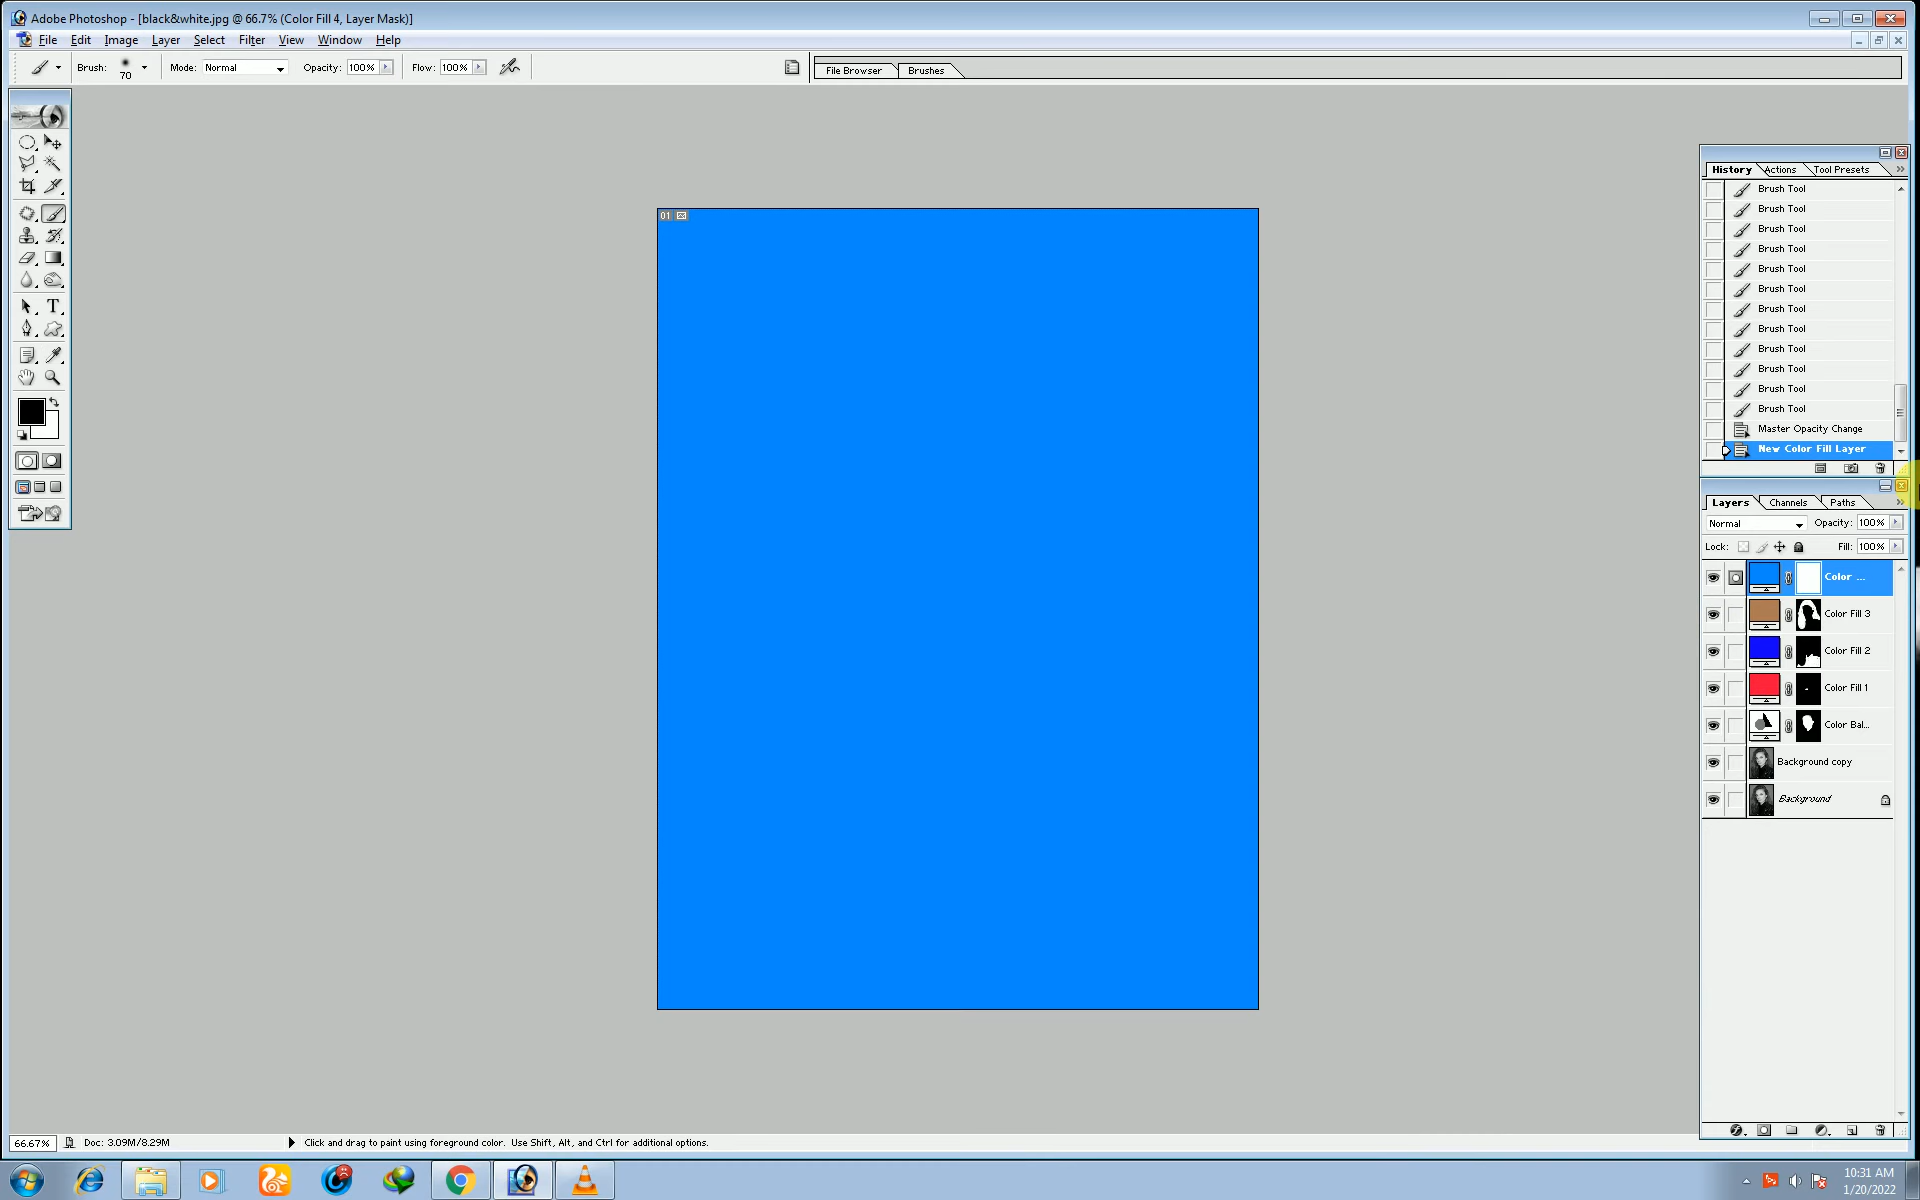 Adobe Photoshop - [black&white.jpg @ 66.7% (Color Fill 4, Layer Mask)]
File Edit Image Layer Select Filter View Window Help
Brush: 70 Mode: Normal Opacity: 100% Flow: 100% File Browser Brushes
01
History Actions Tool Presets
Brush Tool
Brush Tool
Brush Tool
Brush Tool
Brush Tool
Brush Tool
Brush Tool
Brush Tool
Brush Tool
Brush Tool
Brush Tool
Brush Tool
Master Opacity Change
New Color Fill Layer
Layers Channels Paths
Normal Opacity: 100%
Lock: Fill: 100%
Color ...
Color Fill 3
Color Fill 2
Color Fill 1
Color Bal...
Background copy
Background
66.67% Doc: 3.09M/8.29M Click and drag to paint using foreground color. Use Shift, Alt, and Ctrl for additional options.
10:31 AM
1/20/2022